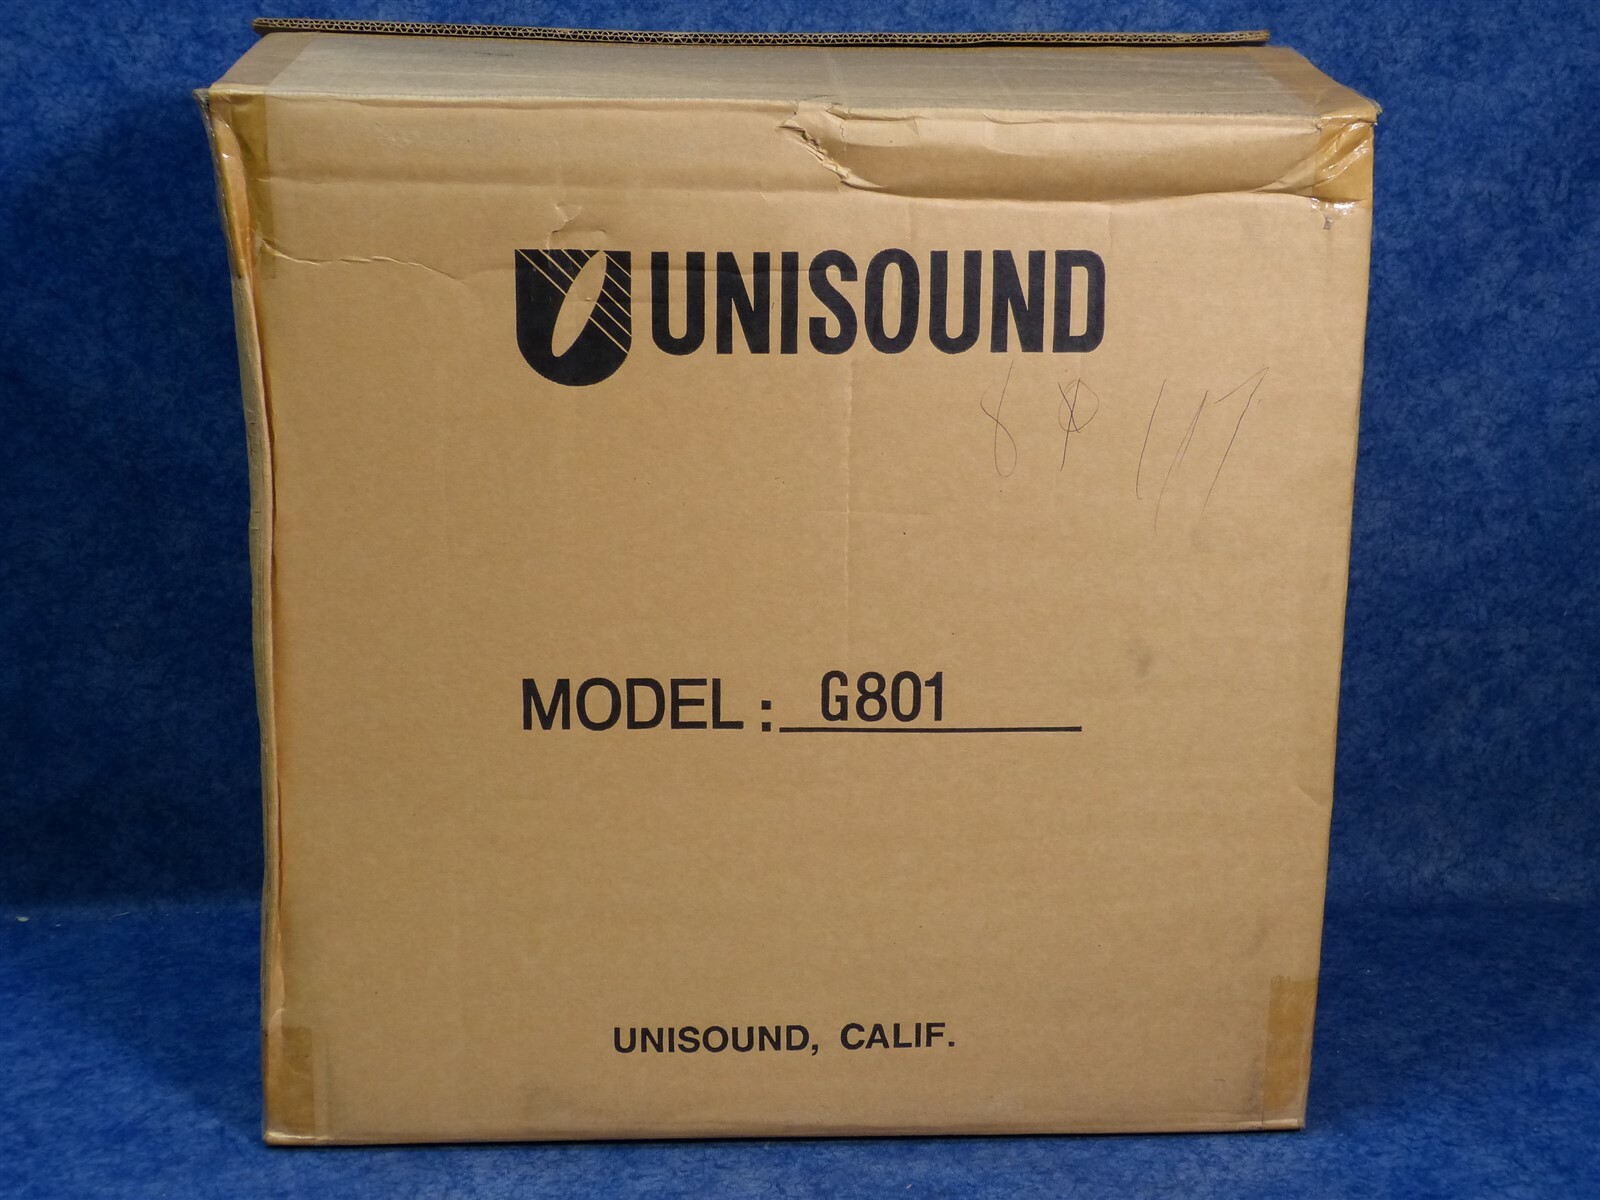 UNISOUND
MODEL: G801
UNISOUND, CALIF.